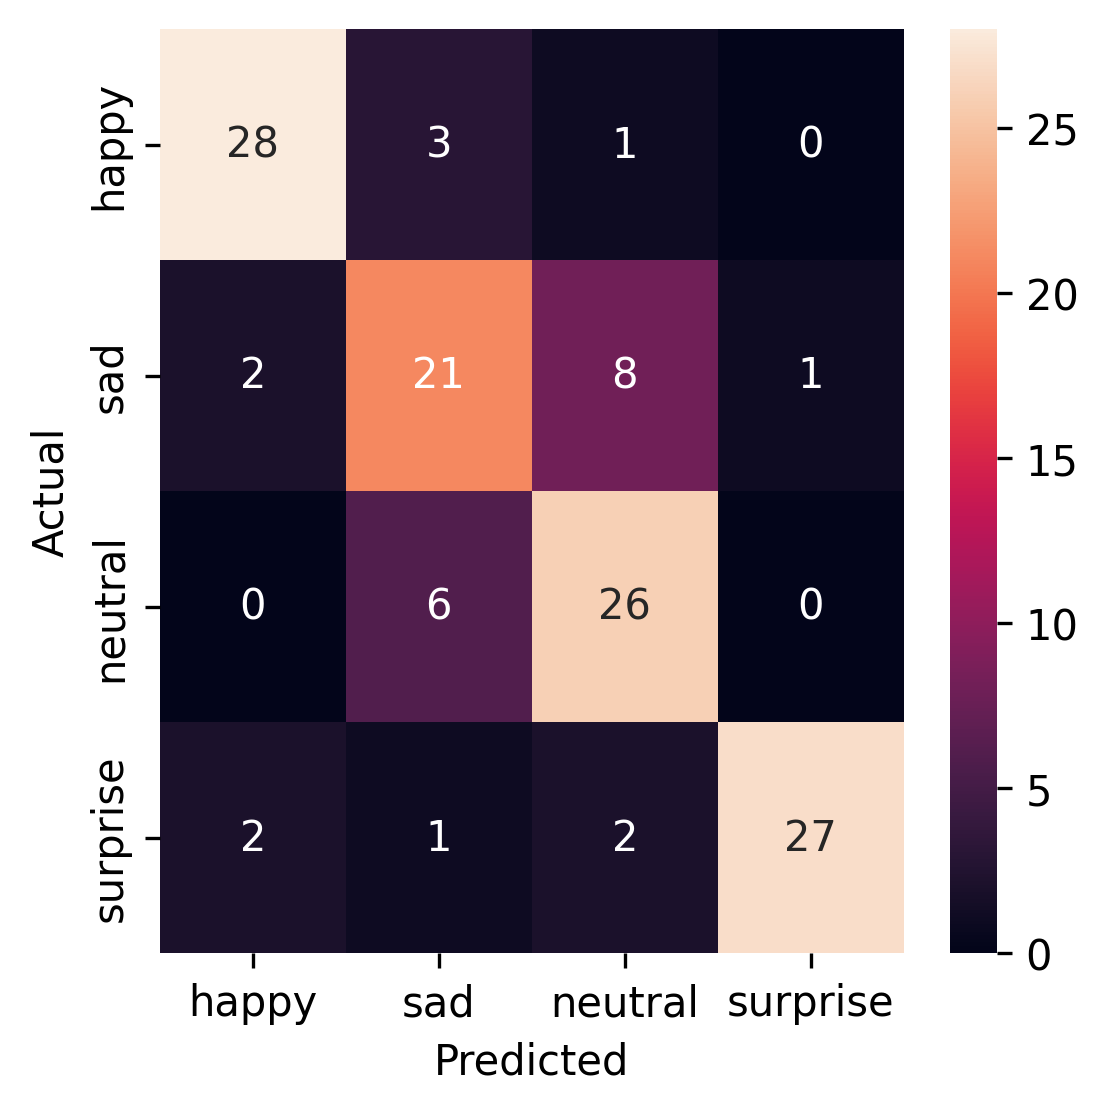 Actual
happy
28 3 1 0
sad
2 21 8 1
neutral
0 6 26 0
surprise
2 1 2 27
happy sad neutral surprise
Predicted
25
20
15
10
5
0